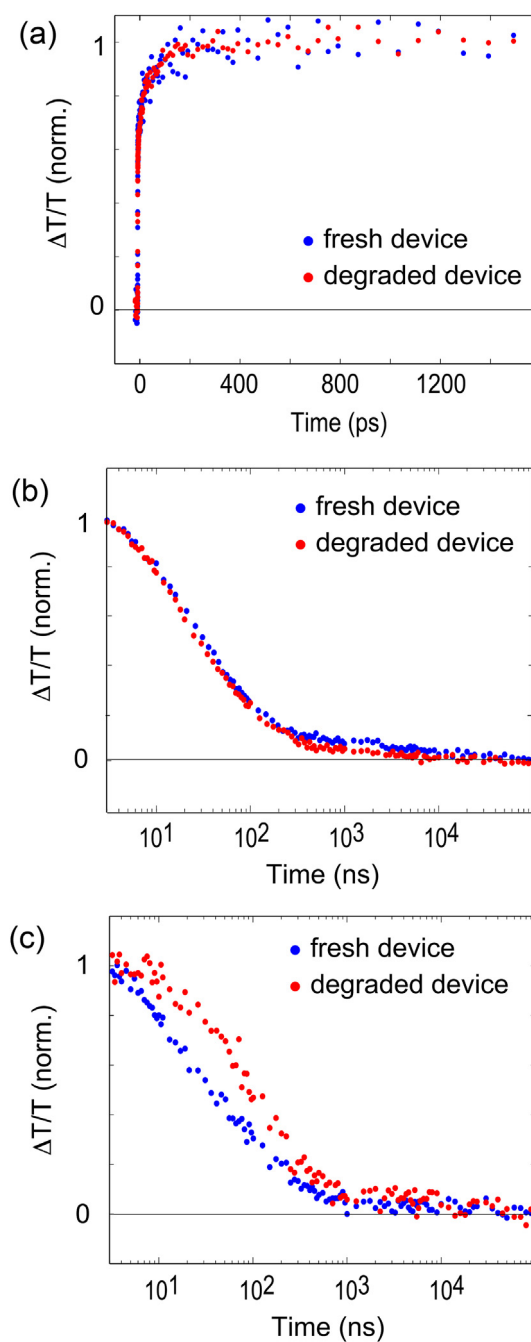 (a)
1
0
ΔT/T (norm.)
fresh device
degraded device
0 400 800 1200
Time (ps)
(b)
1
0
ΔT/T (norm.)
fresh device
degraded device
10¹ 10² 10³ 10⁴
Time (ns)
(c)
1
0
ΔT/T (norm.)
fresh device
degraded device
10¹ 10² 10³ 10⁴
Time (ns)